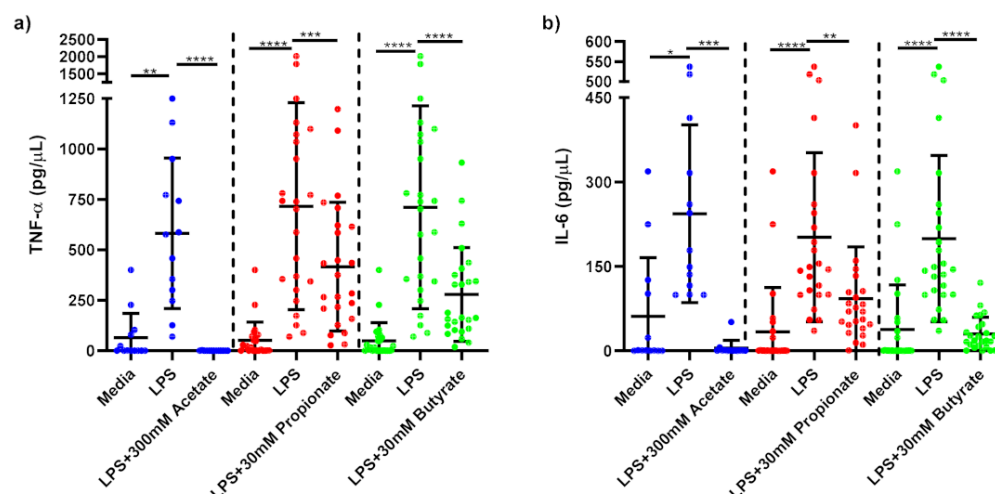 a)
TNF-α (pg/μL)
2500
2000
1500
1250
1000
750
500
250
0
** **** **** *** **** ****
Media LPS LPS+300mM Acetate Media LPS LPS+30mM Propionate Media LPS LPS+30mM Butyrate
b)
IL-6 (pg/μL)
600
550
500
450
300
150
0
* *** **** ** **** ****
Media LPS LPS+300mM Acetate Media LPS LPS+30mM Propionate Media LPS LPS+30mM Butyrate